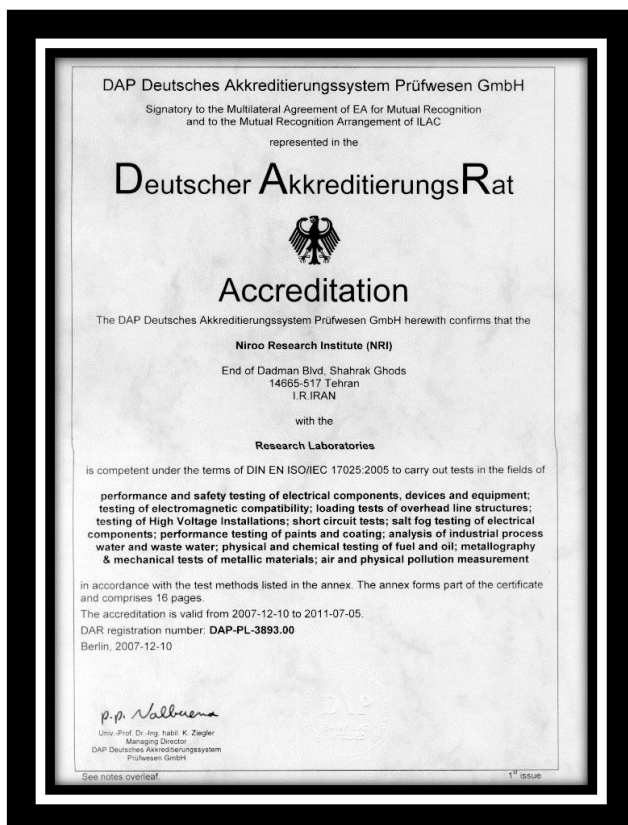 DAP Deutsches Akkreditierungssystem Prüfwesen GmbH
Signatory to the Multilateral Agreement of EA for Mutual Recognition
and to the Mutual Recognition Arrangement of ILAC
represented in the
Deutscher AkkreditierungsRat
Accreditation
The DAP Deutsches Akkreditierungssystem Prüfwesen GmbH herewith confirms that the
Niroo Research Institute (NRI)
End of Dadman Blvd, Shahrak Ghods
14665-517 Tehran
I.R.IRAN
with the
Research Laboratories
is competent under the terms of DIN EN ISO/IEC 17025:2005 to carry out tests in the fields of
performance and safety testing of electrical components, devices and equipment;
testing of electromagnetic compatibility; loading tests of overhead line structures;
testing of High Voltage Installations; short circuit tests; salt fog testing of electrical
components; performance testing of paints and coating; analysis of industrial process
water and waste water; physical and chemical testing of fuel and oil; metallography
& mechanical tests of metallic materials; air and physical pollution measurement
in accordance with the test methods listed in the annex. The annex forms part of the certificate
and comprises 16 pages.
The accreditation is valid from 2007-12-10 to 2011-07-05.
DAR registration number: DAP-PL-3893.00
Berlin, 2007-12-10
DAP
p.p. Valbuena
Univ.-Prof. Dr.-Ing. habil. K. Ziegler
Managing Director
DAP Deutsches Akkreditierungssystem
Prüfwesen GmbH
See notes overleaf.
1st issue